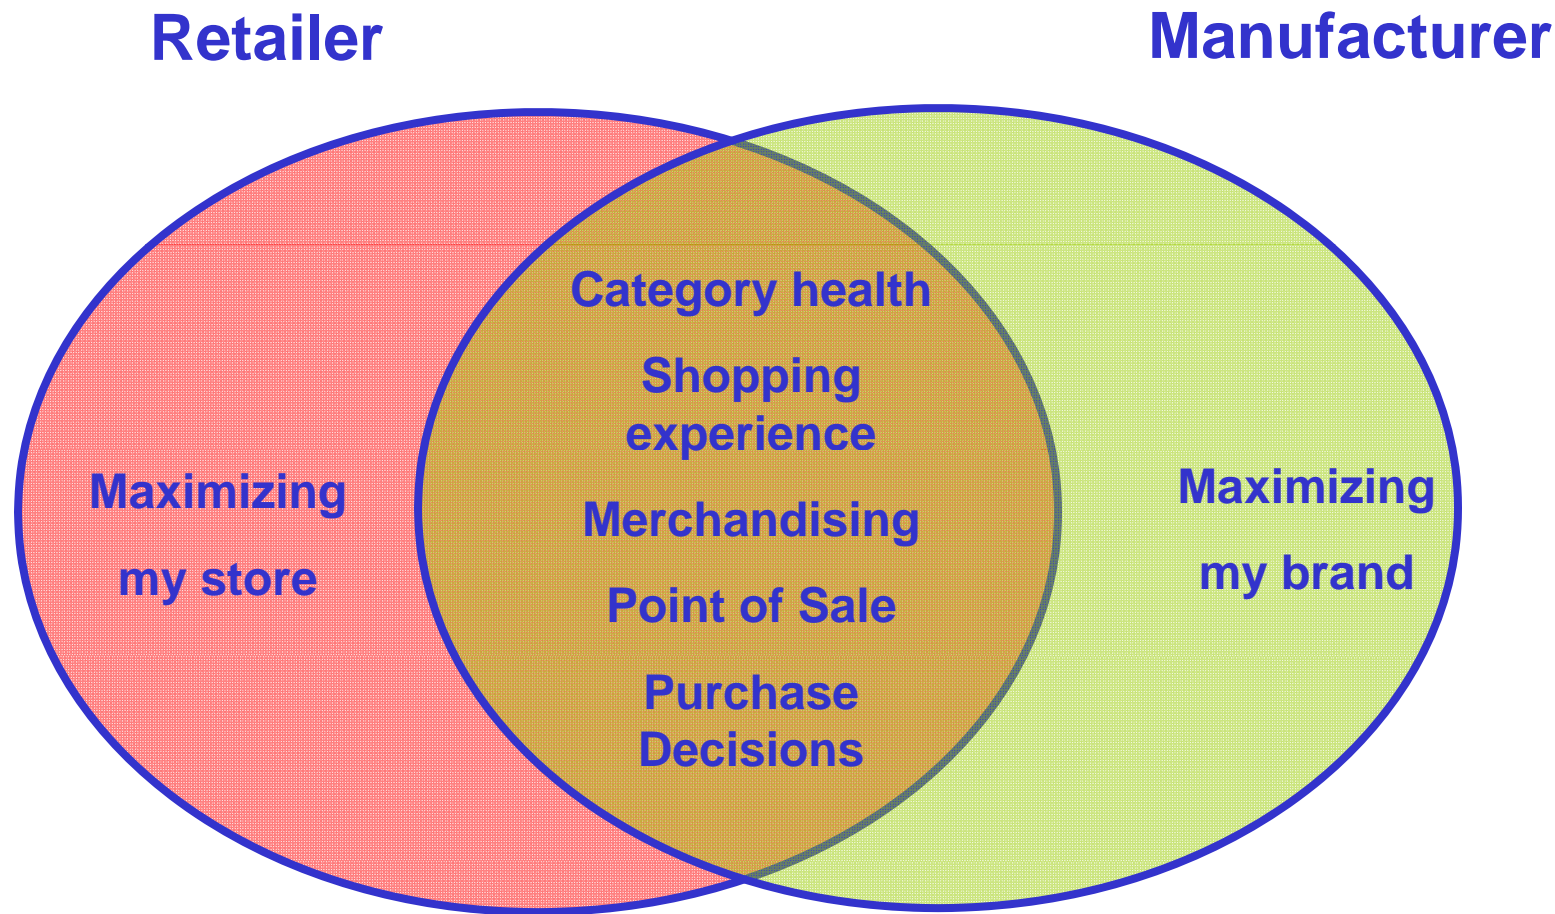 Retailer
Manufacturer
Category health
Shopping
experience
Merchandising
Point of Sale
Purchase
Decisions
Maximizing
my store
Maximizing
my brand